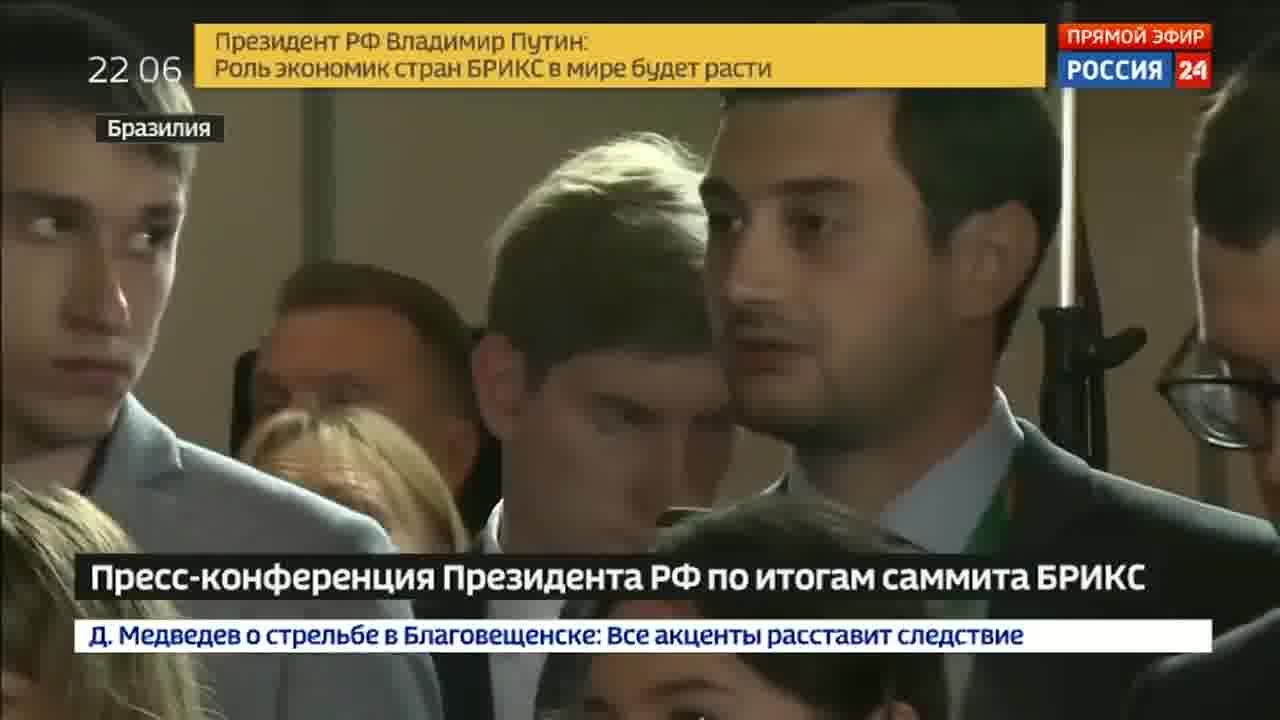 22 06
Президент РФ Владимир Путин:
Роль экономик стран БРИКС в мире будет расти
ПРЯМОЙ ЭФИР
РОССИЯ 24
Бразилия
Пресс-конференция Президента РФ по итогам саммита БРИКС
Д. Медведев о стрельбе в Благовещенске: Все акценты расставит следствие